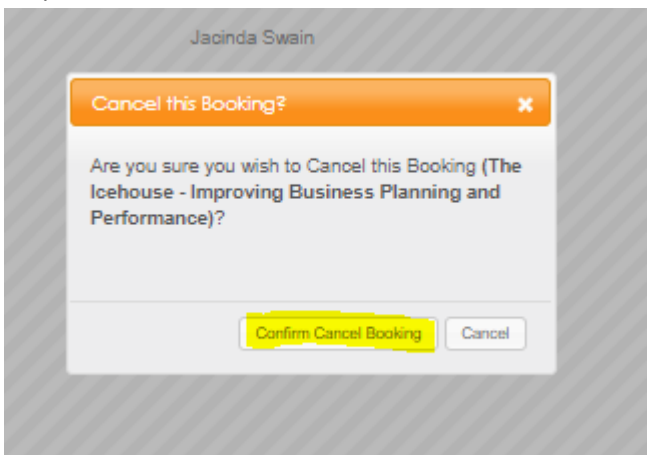 Jacinda Swain
Cancel this Booking?
Are you sure you wish to Cancel this Booking (The
Icehouse - Improving Business Planning and
Performance)?
Confirm Cancel Booking Cancel